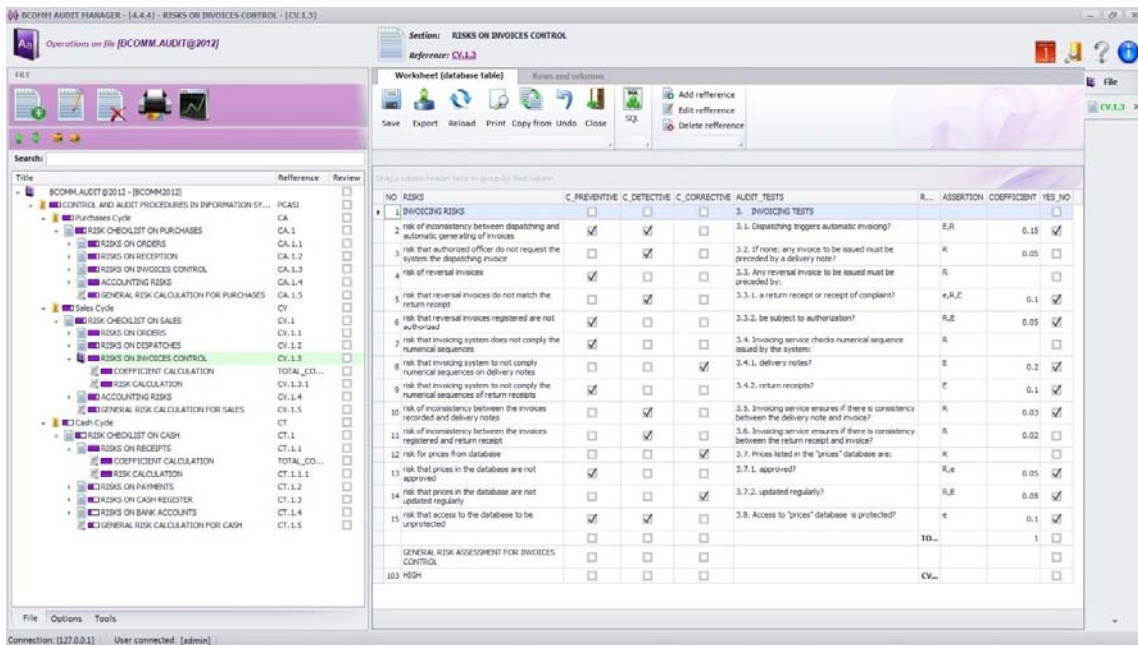 BCOMM AUDIT MANAGER - [4.4.4] - RISKS ON INVOICES CONTROL - [CV.1.3]
Operations on file [BCOMM.AUDIT@2012]
Section: RISKS ON INVOICES CONTROL
Reference: CV.1.3
FILE
Worksheet (database table) Rows and columns
File
CV.1.3
Add refference
Edit refference
Delete refference
Save Export Reload Print Copy from Undo Close SQL
Search:
Drag a column header here to group by that column
Title Refference Review
BCOMM.AUDIT@2012 - [BCOMM2012]
CONTROL AND AUDIT PROCEDURES IN INFORMATION SY... PCASI
Purchases Cycle CA
RISK CHECKLIST ON PURCHASES CA.1
RISKS ON ORDERS CA.1.1
RISKS ON RECEPTION CA.1.2
RISKS ON INVOICES CONTROL CA.1.3
ACCOUNTING RISKS CA.1.4
GENERAL RISK CALCULATION FOR PURCHASES CA.1.5
Sales Cycle CV
RISK CHECKLIST ON SALES CV.1
RISKS ON ORDERS CV.1.1
RISKS ON DISPATCHES CV.1.2
RISKS ON INVOICES CONTROL CV.1.3
COEFFICIENT CALCULATION TOTAL_CO...
RISK CALCULATION CV.1.3.1
ACCOUNTING RISKS CV.1.4
GENERAL RISK CALCULATION FOR SALES CV.1.5
Cash Cycle CT
RISK CHECKLIST ON CASH CT.1
RISKS ON RECEIPTS CT.1.1
COEFFICIENT CALCULATION TOTAL_CO...
RISK CALCULATION CT.1.1.1
RISKS ON PAYMENTS CT.1.2
RISKS ON CASH REGISTER CT.1.3
RISKS ON BANK ACCOUNTS CT.1.4
GENERAL RISK CALCULATION FOR CASH CT.1.5
NO RISKS C_PREVENTIVE C_DETECTIVE C_CORRECTIVE AUDIT_TESTS R... ASSERTION COEFFICIENT YES_NO
1 INVOICING RISKS 3. INVOICING TESTS
2 risk of inconsistency between dispatching and automatic generating of invoices 3.1. Dispatching triggers automatic invoicing? E,R 0.15
3 risk that authorized officer do not request the system the dispatching invoice 3.2. If none: any invoice to be issued must be preceded by a delivery note? R 0.05
4 risk of reversal invoices 3.3. Any reversal invoice to be issued must be preceded by: R
5 risk that reversal invoices do not match the return receipt 3.3.1. a return receipt or receipt of complaint? e,R,E 0.1
6 risk that reversal invoices registered are not authorized 3.3.2. be subject to authorization? R,E 0.05
7 risk that invoicing system does not comply the numerical sequences 3.4. Invoicing service checks numerical sequence issued by the system: R
8 risk that invoicing system to not comply numerical sequences on delivery notes 3.4.1. delivery notes? E 0.2
9 risk that invoicing system to not comply the numerical sequences of return receipts 3.4.2. return receipts? E 0.1
10 risk of inconsistency between the invoices recorded and delivery notes 3.5. Invoicing service ensures if there is consistency between the delivery note and invoice? R 0.03
11 risk of inconsistency between the invoices registered and return receipt 3.6. Invoicing service ensures if there is consistency between the return receipt and invoice? R 0.02
12 risk for prices from database 3.7. Prices listed in the "prices" database are: R
13 risk that prices in the database are not approved 3.7.1. approved? R,e 0.05
14 risk that prices in the database are not updated regularly 3.7.2. updated regularly? R,E 0.05
15 risk that access to the database to be unprotected 3.8. Access to "prices" database is protected? e 0.1
TO... 1
GENERAL RISK ASSESSMENT FOR INVOICES CONTROL
103 HIGH CV...
File Options Tools
Connection: [127.0.0.1] User connected. [admin]